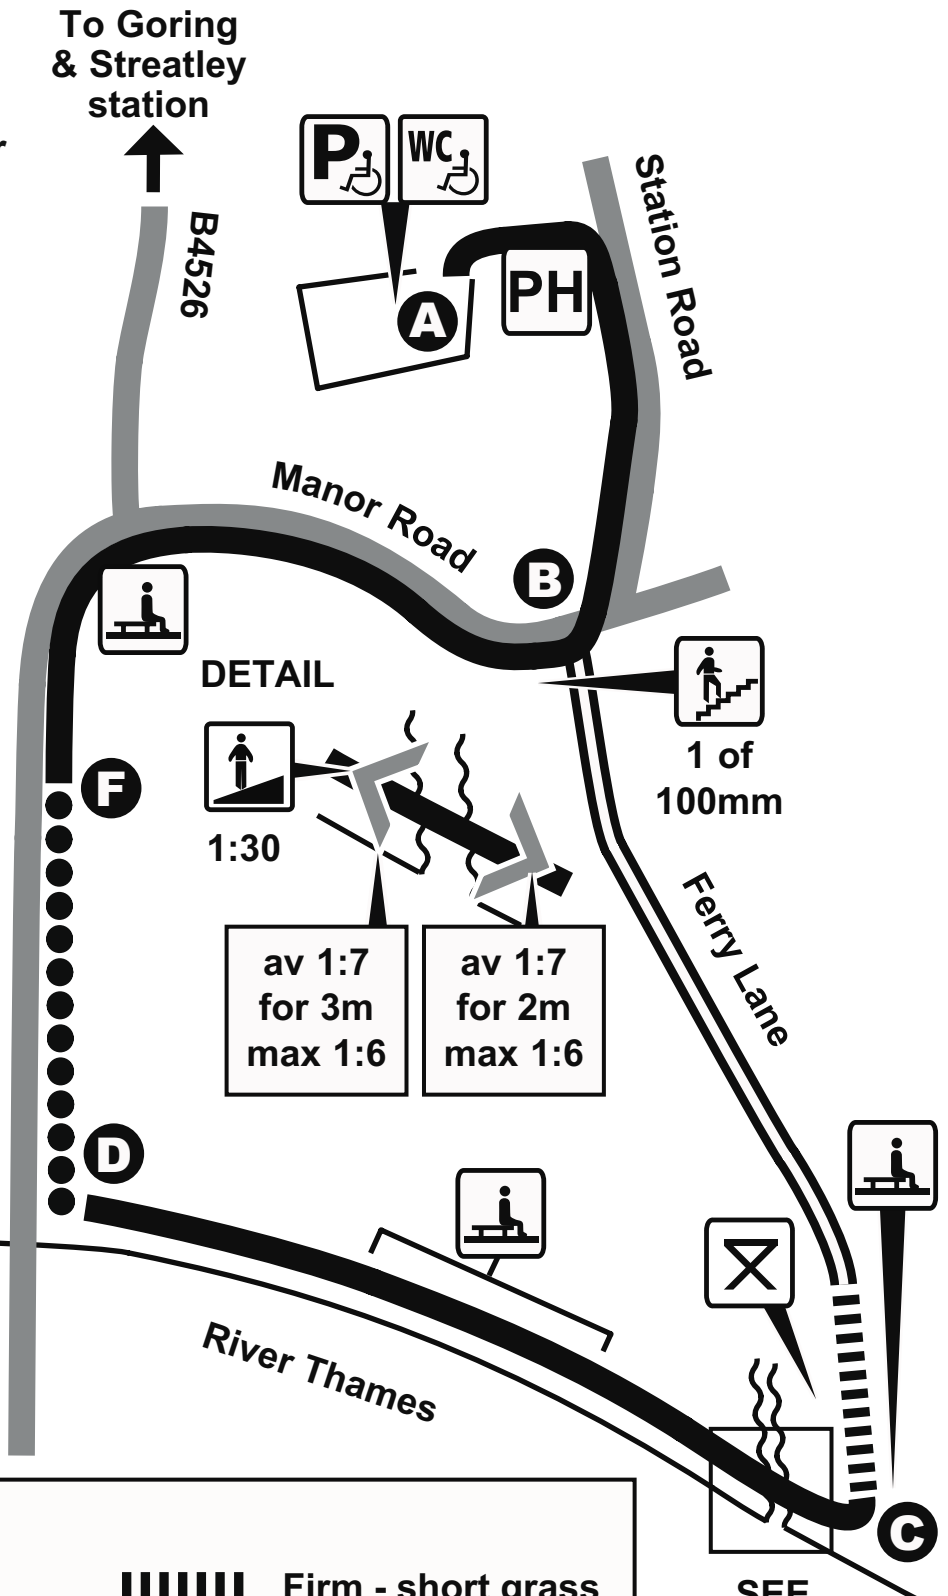 To Goring
& Streatley
station
P
WC
B4526
Station Road
A
PH
Manor Road
B
DETAIL
1 of
100mm
F
1:30
Ferry Lane
av 1:7
for 3m
max 1:6
av 1:7
for 2m
max 1:6
D
River Thames
C
Firm - short grass
SEE